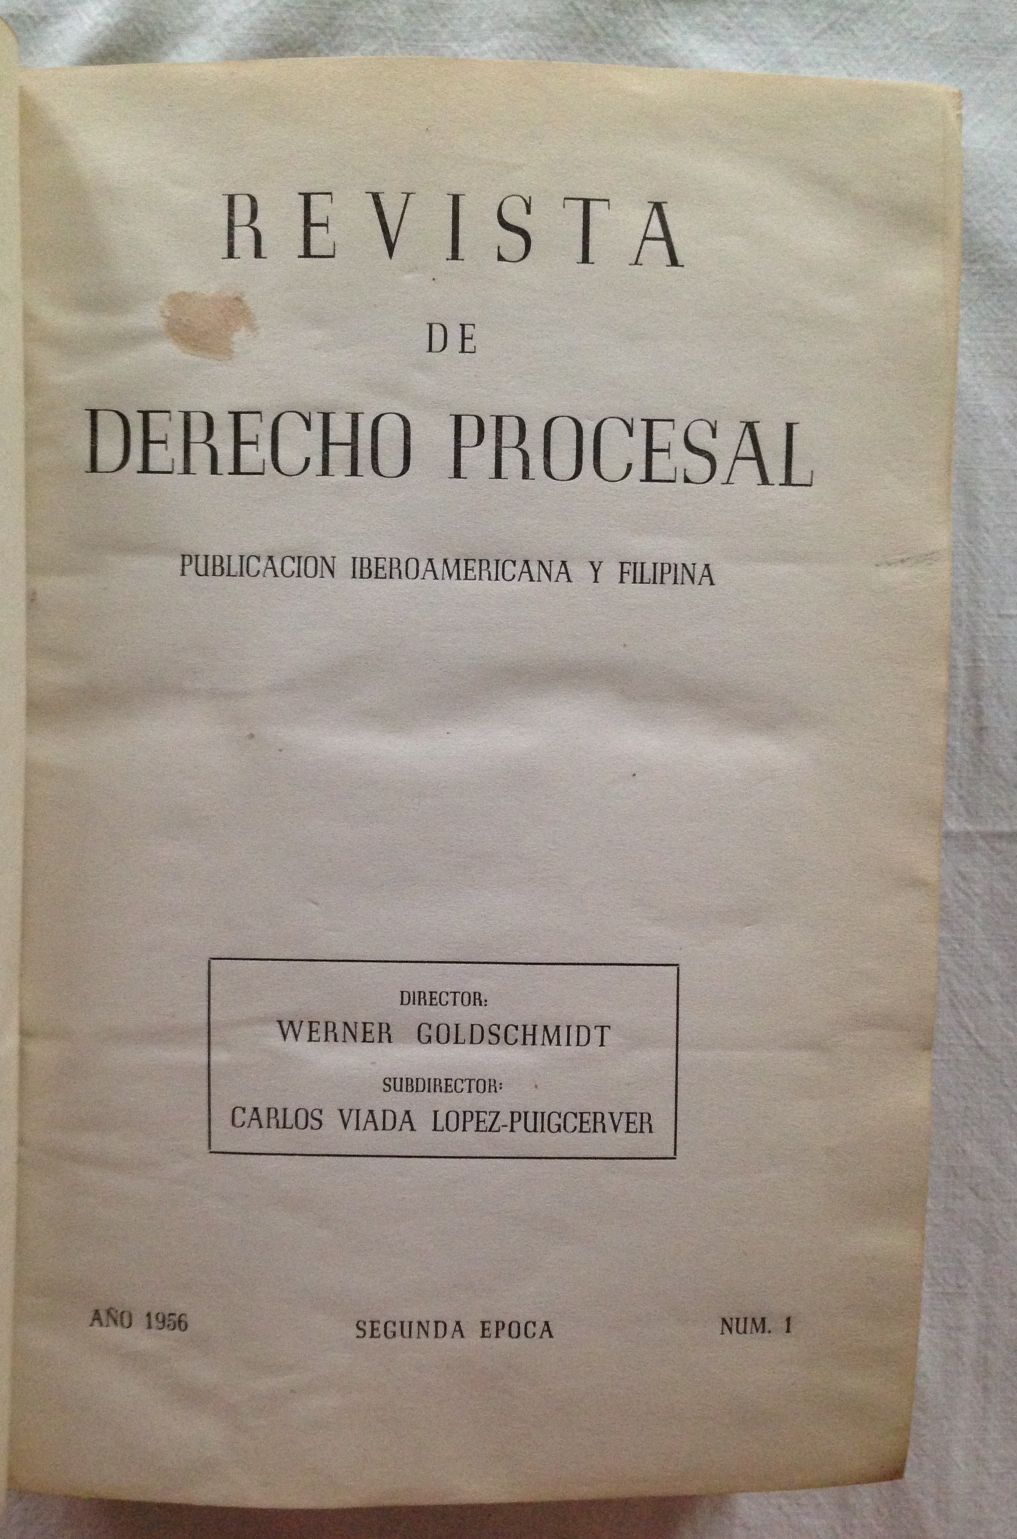 REVISTA
DE
DERECHO PROCESAL
PUBLICACION IBEROAMERICANA Y FILIPINA
DIRECTOR:
WERNER GOLDSCHMIDT
SUBDIRECTOR:
CARLOS VIADA LOPEZ-PUIGCERVER
AÑO 1956 SEGUNDA EPOCA NUM. 1